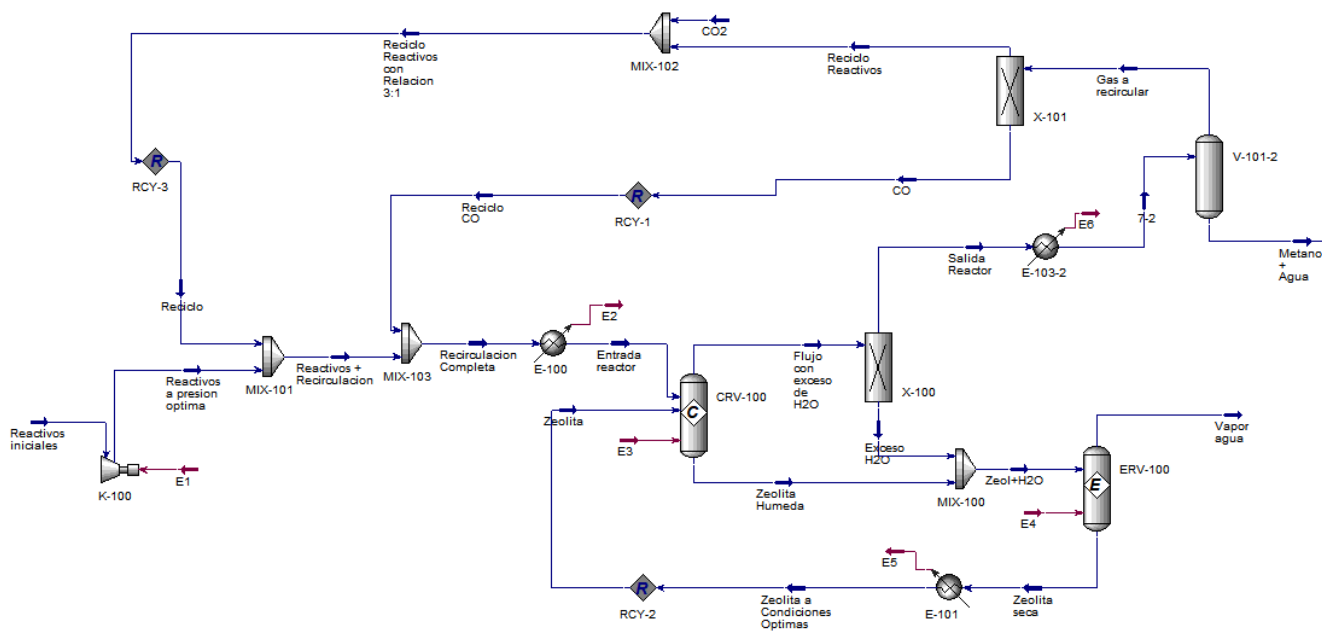 CO2
MIX-102
Reciclo
Reactivos
con
Relacion
3:1
Reciclo
Reactivos
Gas a
recircular
X-101
V-101-2
R
RCY-3
R
RCY-1
Reciclo
CO
CO
7-2
E6
E-103-2
Salida
Reactor
Metano
+
Agua
Reciclo
E2
MIX-101
Reactivos +
Recirculacion
MIX-103
Recirculacion
Completa
E-100
Entrada
reactor
Flujo
con
exceso
de
H2O
X-100
Reactivos
a presion
optima
CRV-100
C
Reactivos
iniciales
Zeolita
E3
Exceso
H2O
Vapor
agua
K-100
E1
Zeolita
Humeda
MIX-100
Zeol+H2O
ERV-100
E
E4
E5
R
RCY-2
Zeolita a
Condiciones
Optimas
E-101
Zeolita
seca